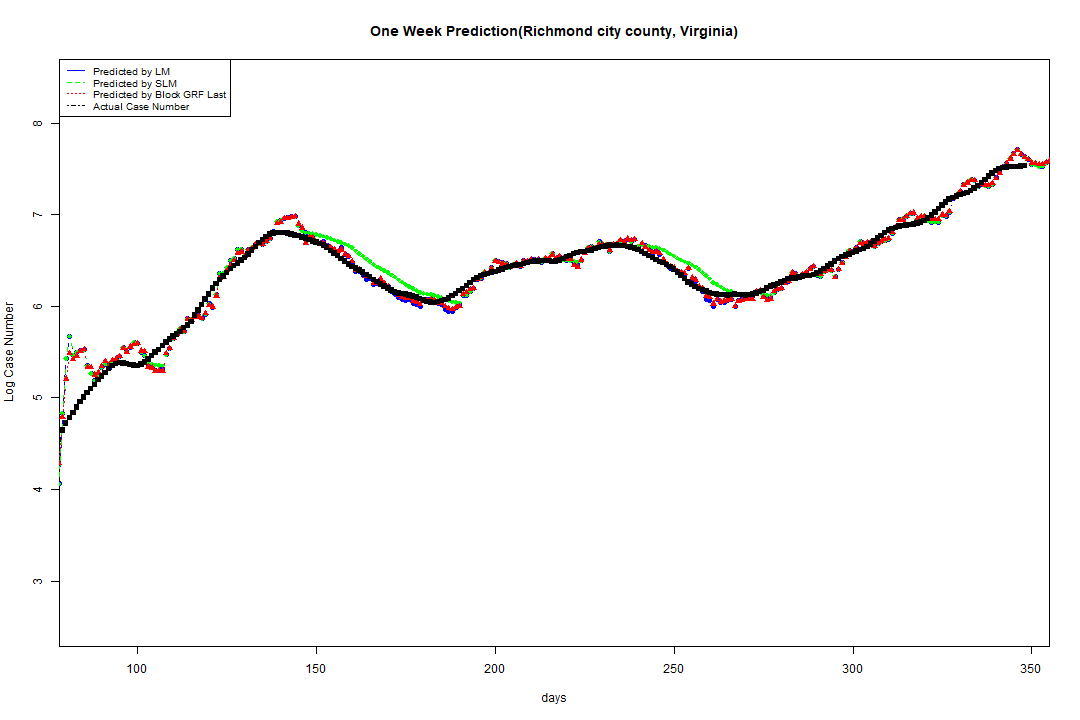 One Week Prediction(Richmond city county, Virginia)
Predicted by LM
Predicted by SLM
Predicted by Block GRF Last
Actual Case Number
Log Case Number
8
7
6
5
4
3
100 150 200 250 300 350
days